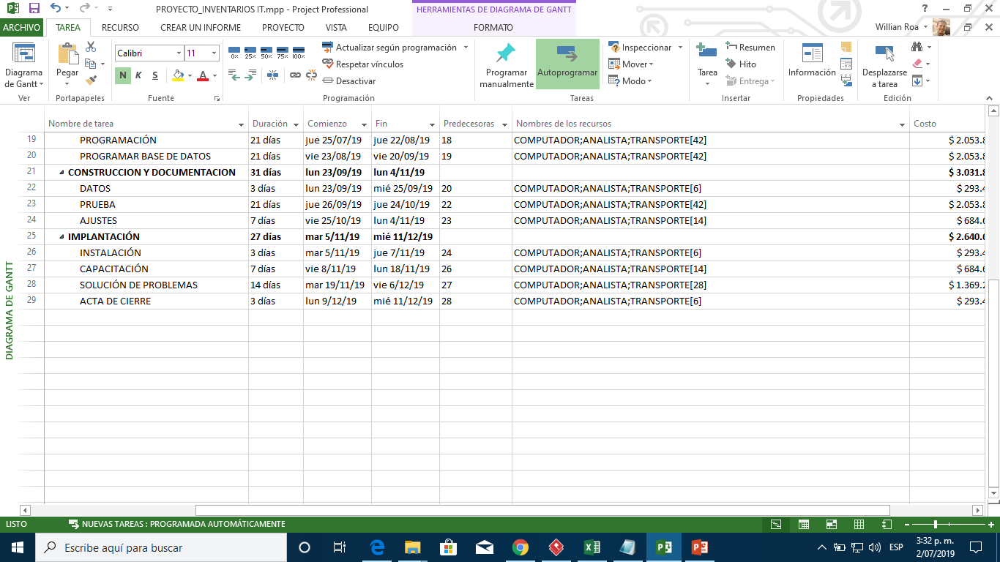 PROYECTO_INVENTARIOS IT.mpp - Project Professional
HERRAMIENTAS DE DIAGRAMA DE GANTT
?
ARCHIVO TAREA RECURSO CREAR UN INFORME PROYECTO VISTA EQUIPO FORMATO Willian Roa
Diagrama de Gantt
Ver
Pegar
Portapapeles
Calibri 11
N K S
Fuente
0% 25% 50% 75% 100%
Actualizar según programación
Respetar vínculos
Desactivar
Programación
Programar manualmente
Autoprogramar
Inspeccionar
Mover
Modo
Tareas
Tarea
Resumen
Hito
Entrega
Insertar
Información
Propiedades
Desplazarse a tarea
Edición
Nombre de tarea Duración Comienzo Fin Predecesoras Nombres de los recursos Costo
19 PROGRAMACIÓN 21 días jue 25/07/19 jue 22/08/19 18 COMPUTADOR;ANALISTA;TRANSPORTE[42] $ 2.053.8
20 PROGRAMAR BASE DE DATOS 21 días vie 23/08/19 vie 20/09/19 19 COMPUTADOR;ANALISTA;TRANSPORTE[42] $ 2.053.8
21 CONSTRUCCION Y DOCUMENTACION 31 días lun 23/09/19 lun 4/11/19 $ 3.031.8
22 DATOS 3 días lun 23/09/19 mié 25/09/19 20 COMPUTADOR;ANALISTA;TRANSPORTE[6] $ 293.4
23 PRUEBA 21 días jue 26/09/19 jue 24/10/19 22 COMPUTADOR;ANALISTA;TRANSPORTE[42] $ 2.053.8
24 AJUSTES 7 días vie 25/10/19 lun 4/11/19 23 COMPUTADOR;ANALISTA;TRANSPORTE[14] $ 684.6
25 IMPLANTACIÓN 27 días mar 5/11/19 mié 11/12/19 $ 2.640.6
26 INSTALACIÓN 3 días mar 5/11/19 jue 7/11/19 24 COMPUTADOR;ANALISTA;TRANSPORTE[6] $ 293.4
27 CAPACITACIÓN 7 días vie 8/11/19 lun 18/11/19 26 COMPUTADOR;ANALISTA;TRANSPORTE[14] $ 684.6
28 SOLUCIÓN DE PROBLEMAS 14 días mar 19/11/19 vie 6/12/19 27 COMPUTADOR;ANALISTA;TRANSPORTE[28] $ 1.369.2
29 ACTA DE CIERRE 3 días lun 9/12/19 mié 11/12/19 28 COMPUTADOR;ANALISTA;TRANSPORTE[6] $ 293.4
DIAGRAMA DE GANTT
LISTO NUEVAS TAREAS : PROGRAMADA AUTOMÁTICAMENTE
Escribe aquí para buscar
ESP
3:32 p. m.
2/07/2019